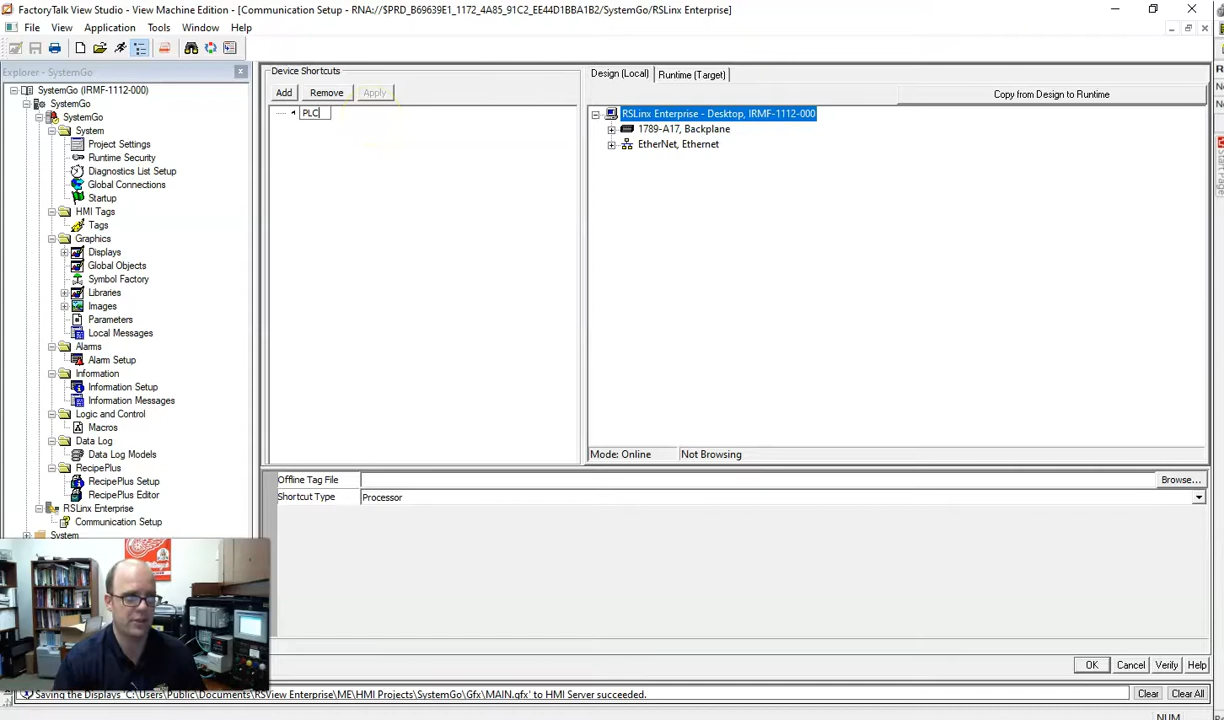 FactoryTalk View Studio - View Machine Edition - [Communication Setup - RNA://$PRD_B69639E1_1172_4A85_91C2_EE44D1BBA1B2/SystemGo/RSLinx Enterprise]
File View Application Tools Window Help
Explorer - SystemGo
SystemGo (IRMF-1112-000)
SystemGo
SystemGo
System
Project Settings
Runtime Security
Diagnostics List Setup
Global Connections
Startup
HMI Tags
Tags
Graphics
Displays
Global Objects
Symbol Factory
Libraries
Images
Parameters
Local Messages
Alarms
Alarm Setup
Information
Information Setup
Information Messages
Logic and Control
Macros
Data Log
Data Log Models
RecipePlus
RecipePlus Setup
RecipePlus Editor
RSLinx Enterprise
Communication Setup
System
Device Shortcuts
Add Remove Apply
PLC
Design (Local) Runtime (Target)
Copy from Design to Runtime
RSLinx Enterprise - Desktop, IRMF-1112-000
1789-A17, Backplane
EtherNet, Ethernet
Mode: Online Not Browsing
Offline Tag File Browse...
Shortcut Type Processor
OK Cancel Verify Help
Saving the Displays 'C:\Users\Public\Documents\RSView Enterprise\ME\HMI Projects\SystemGo\Gfx\MAIN.gfx' to HMI Server succeeded.
Clear Clear All
NUM
Start Page